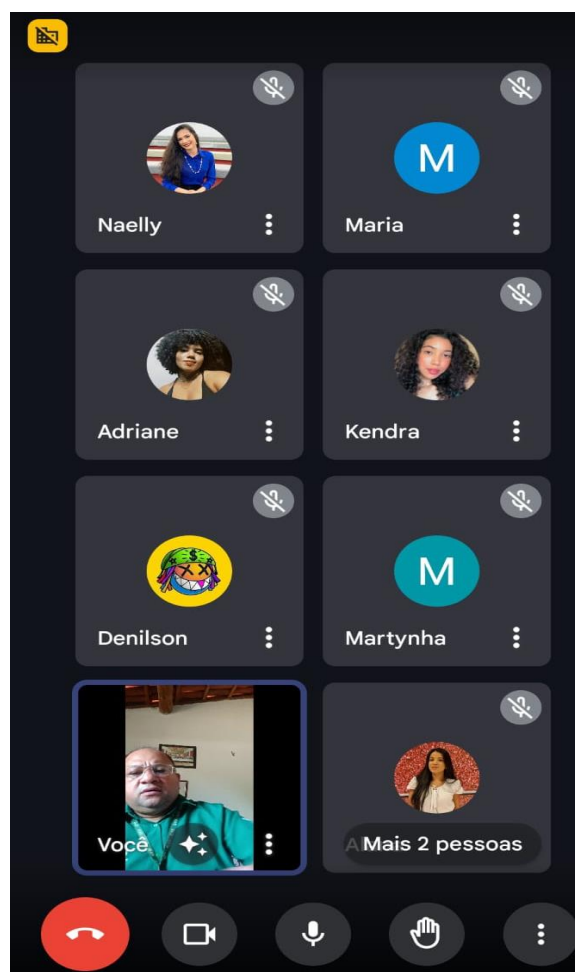 Naelly
M
Maria
Adriane
Kendra
$
Denilson
M
Martynha
Você
Mais 2 pessoas